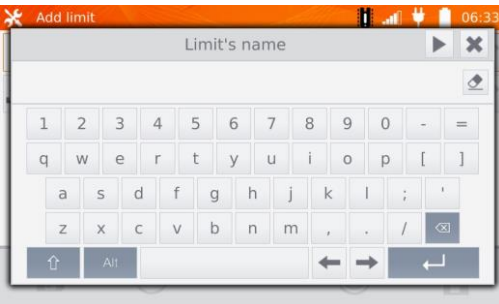 Add limit 06:33
Limit's name
1 2 3 4 5 6 7 8 9 0 - =
q w e r t y u i o p [ ]
a s d f g h j k l ; '
z x c v b n m , . /
Alt